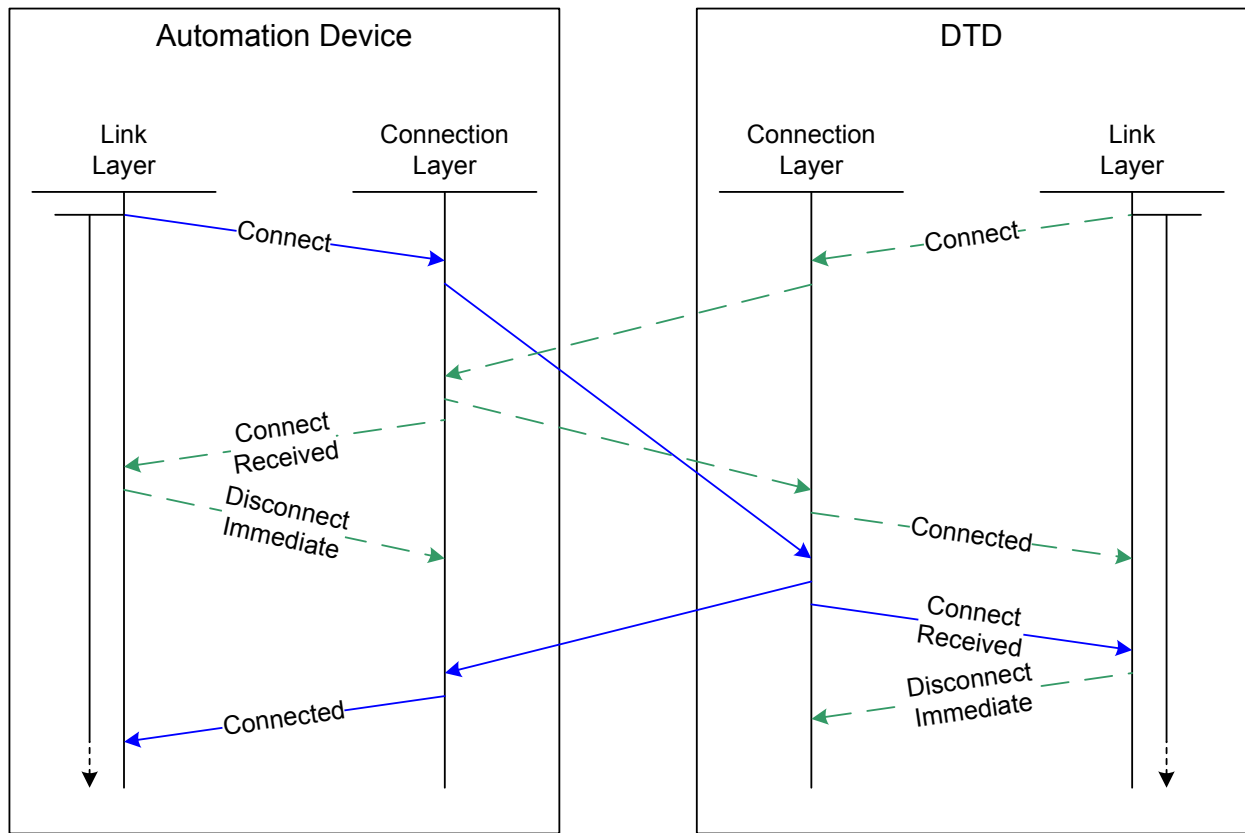 Automation Device
DTD
Link
Layer
Connection
Layer
Connection
Layer
Link
Layer
Connect
Connect
Connect
Received
Disconnect
Immediate
Connected
Connect
Received
Disconnect
Immediate
Connected